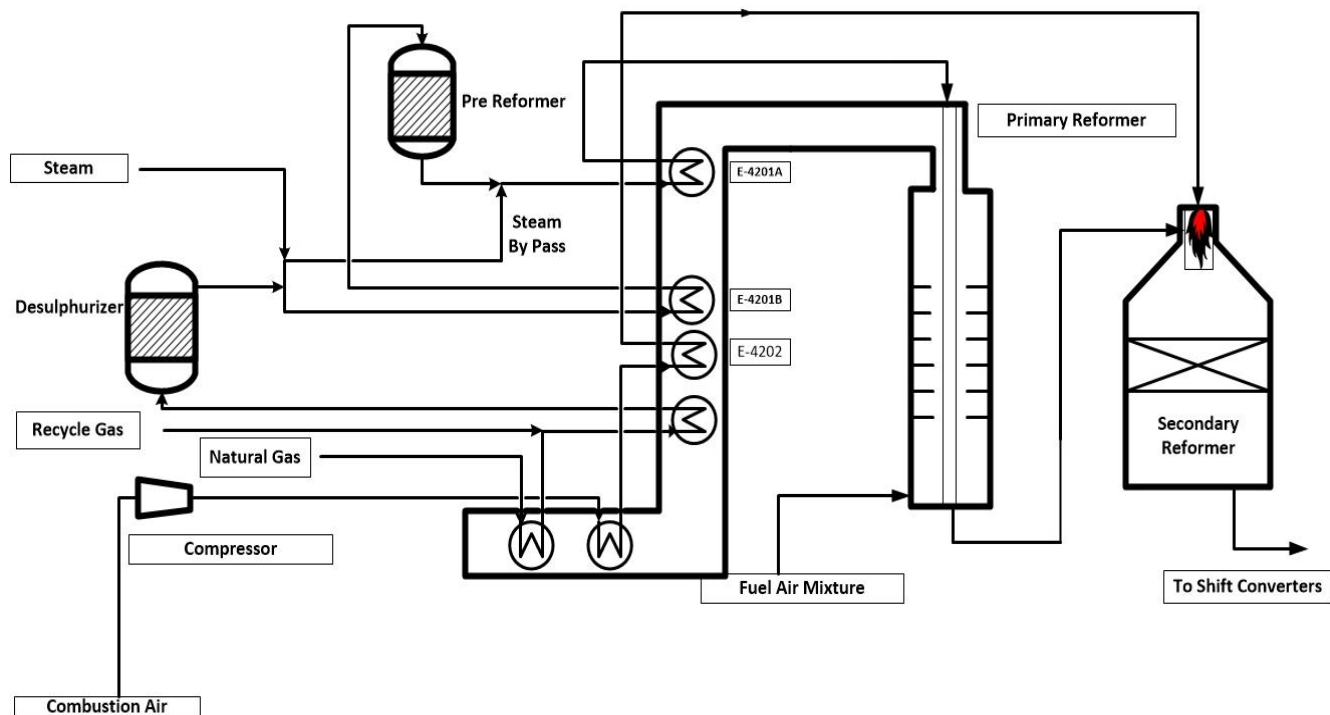 Pre Reformer
Primary Reformer
Steam
E-4201A
Steam
By Pass
Desulphurizer
E-4201B
E-4202
Recycle Gas
Natural Gas
Secondary
Reformer
Compressor
Fuel Air Mixture
To Shift Converters
Combustion Air